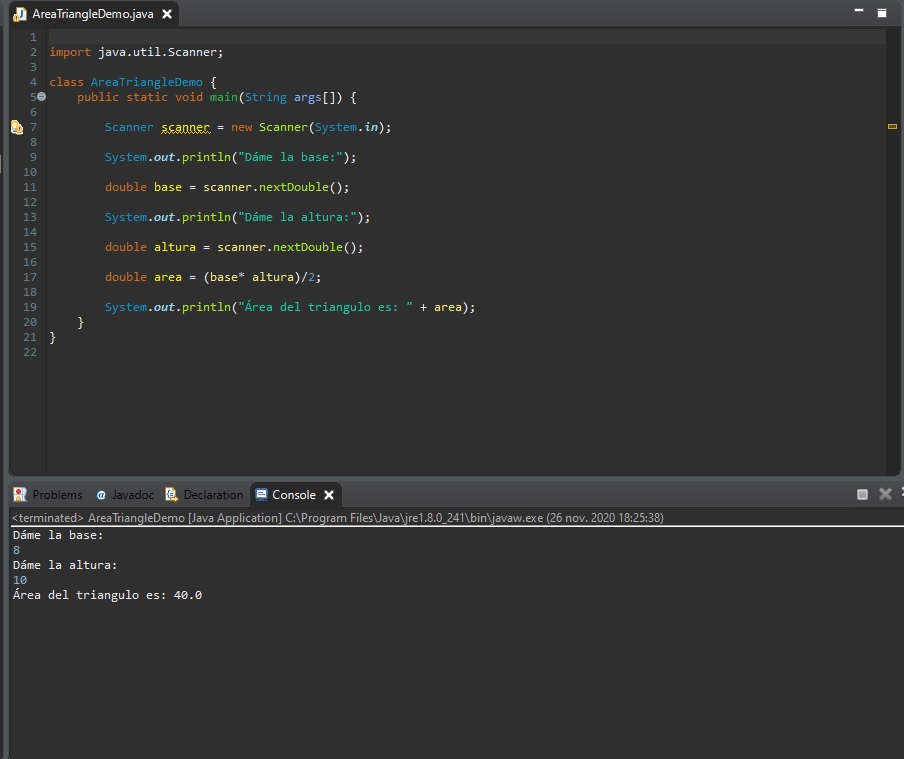 AreaTriangleDemo.java
1
2 import java.util.Scanner;
3
4 class AreaTriangleDemo {
5 public static void main(String args[]) {
6
7 Scanner scanner = new Scanner(System.in);
8
9 System.out.println("Dáme la base:");
10
11 double base = scanner.nextDouble();
12
13 System.out.println("Dáme la altura:");
14
15 double altura = scanner.nextDouble();
16
17 double area = (base* altura)/2;
18
19 System.out.println("Área del triangulo es: " + area);
20 }
21 }
22
Problems @ Javadoc Declaration Console
<terminated> AreaTriangleDemo [Java Application] C:\Program Files\Java\jre1.8.0_241\bin\javaw.exe (26 nov. 2020 18:25:38)
Dáme la base:
8
Dáme la altura:
10
Área del triangulo es: 40.0